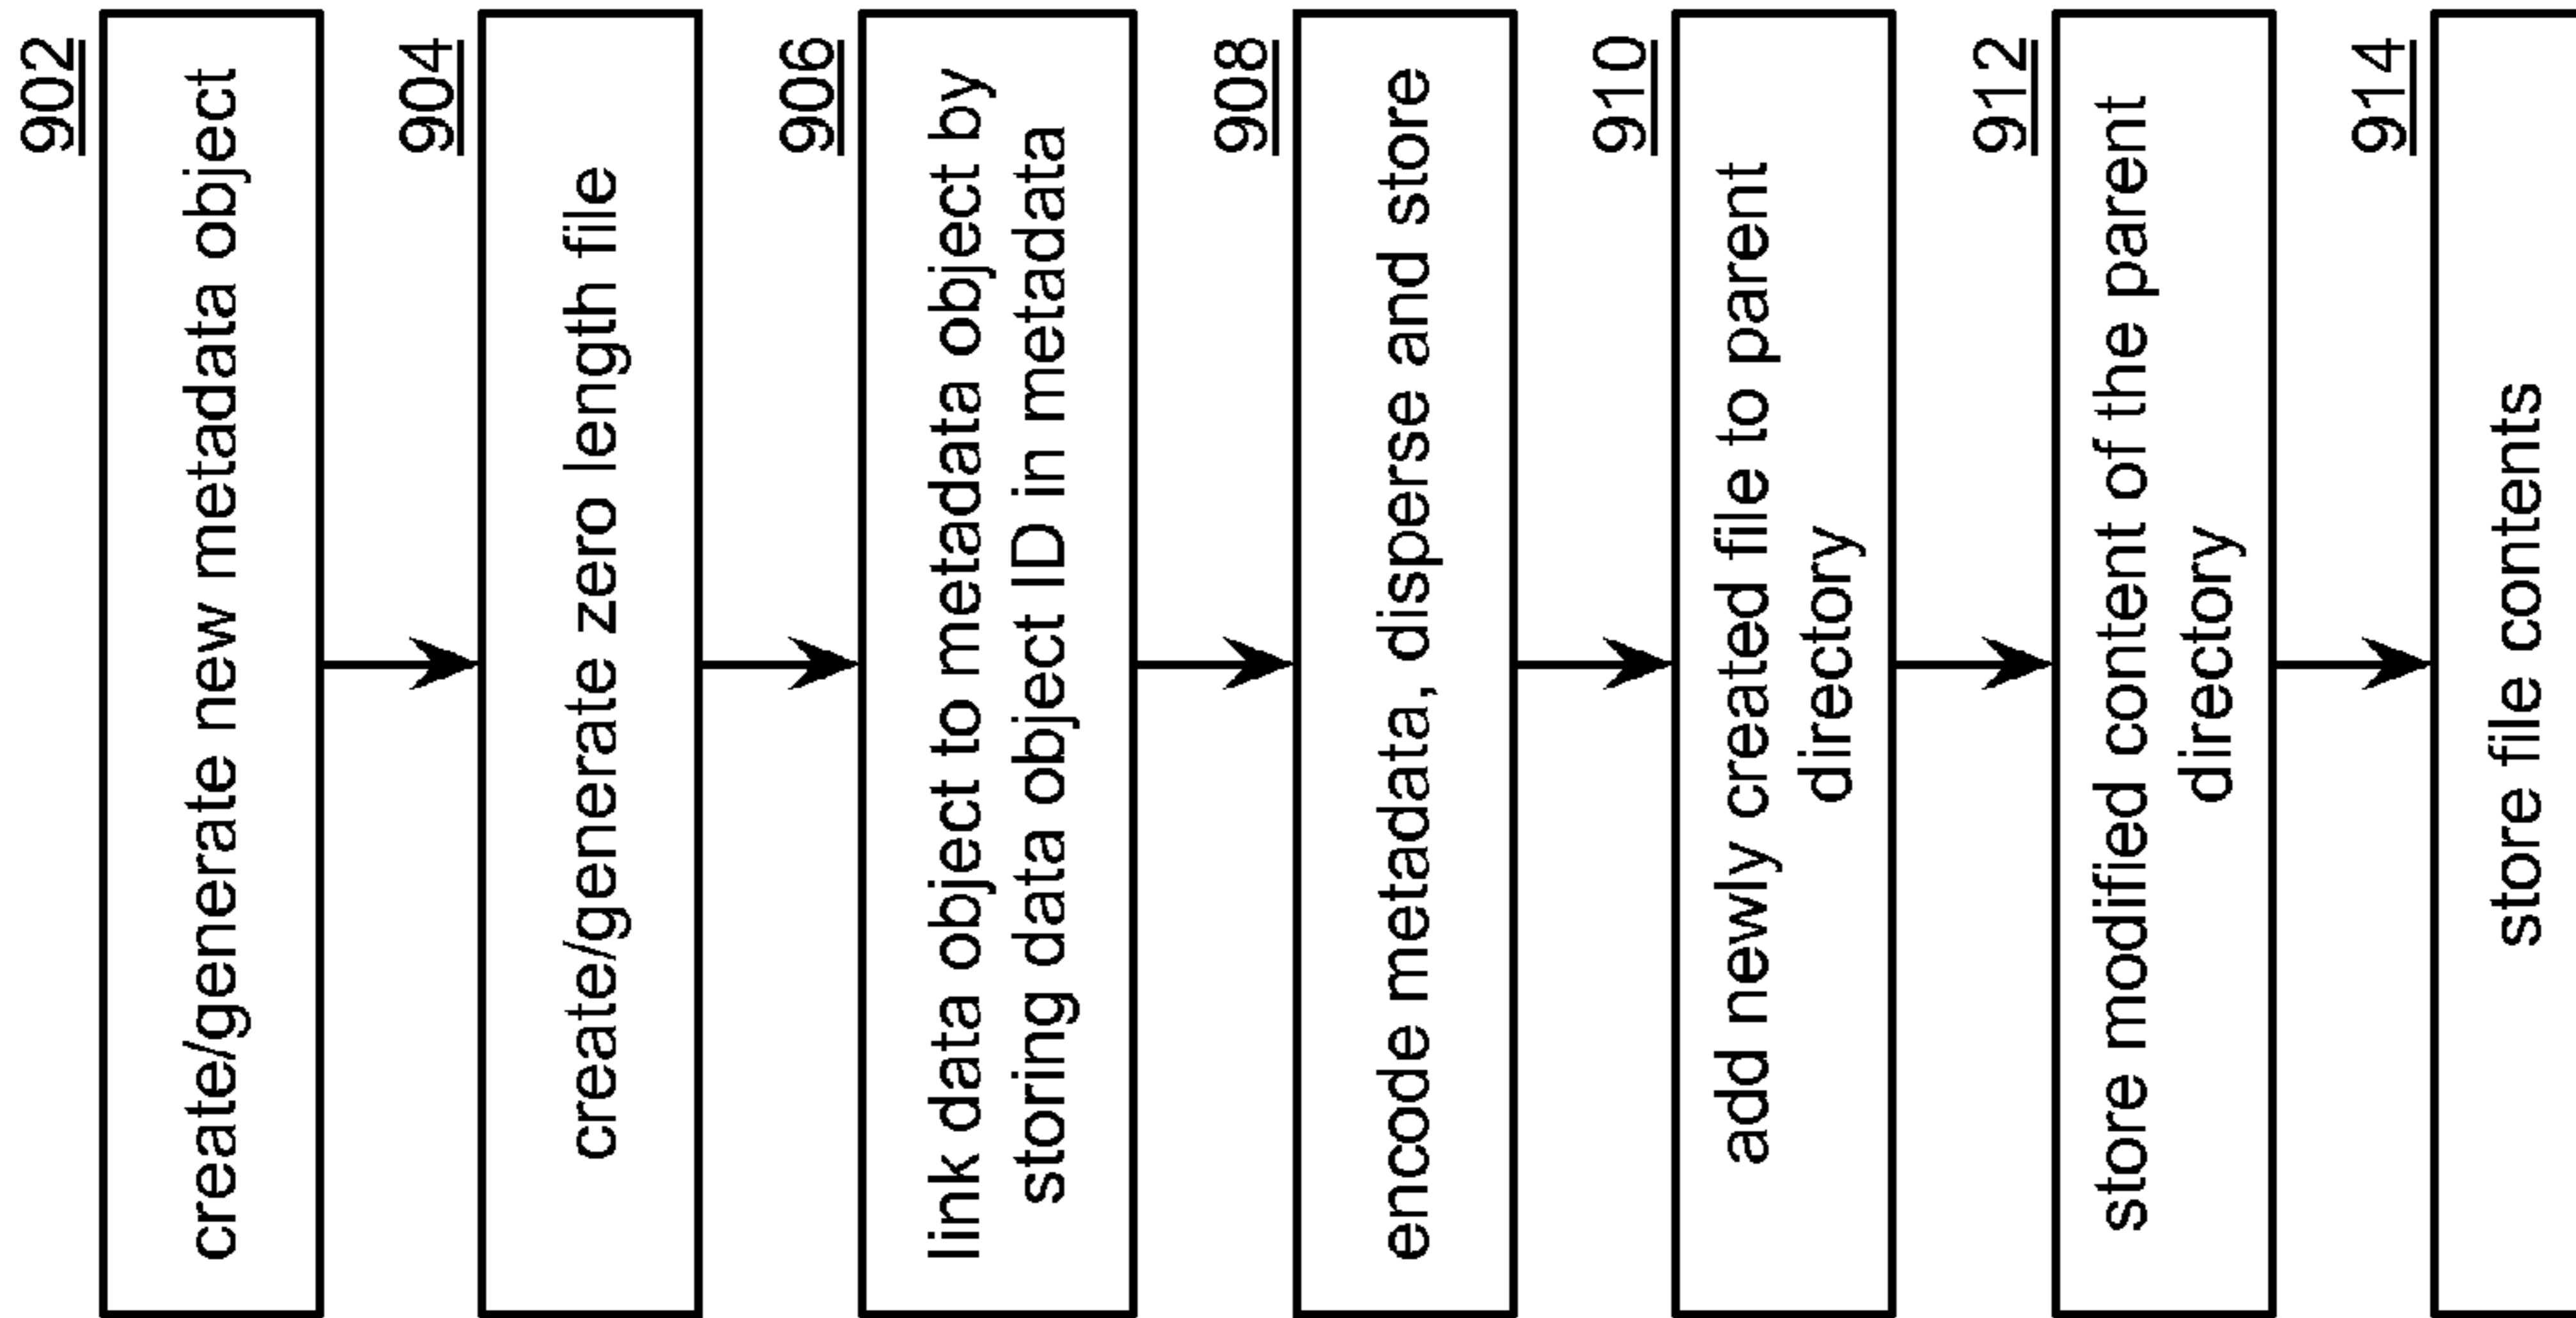 902
create/generate new metadata object
904
create/generate zero length file
906
link data object to metadata object by
storing data object ID in metadata
908
encode metadata, disperse and store
910
add newly created file to parent
directory
912
store modified content of the parent
directory
914
store file contents